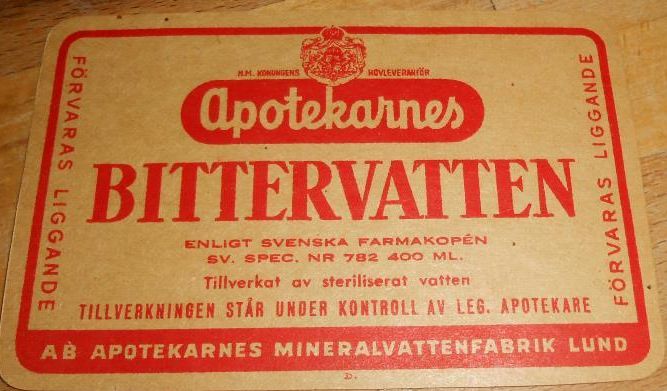 H.M. KONUNGENS HOVLEVERANTÖR
Apotekarnes
BITTERVATTEN
ENLIGT SVENSKA FARMAKOPÉN
SV. SPEC. NR 782 400 ML.
Tillverkat av steriliserat vatten
TILLVERKNINGEN STÅR UNDER KONTROLL AV LEG. APOTEKARE
AB APOTEKARNES MINERALVATTENFABRIK LUND
FÖRVARAS LIGGANDE
FÖRVARAS LIGGANDE